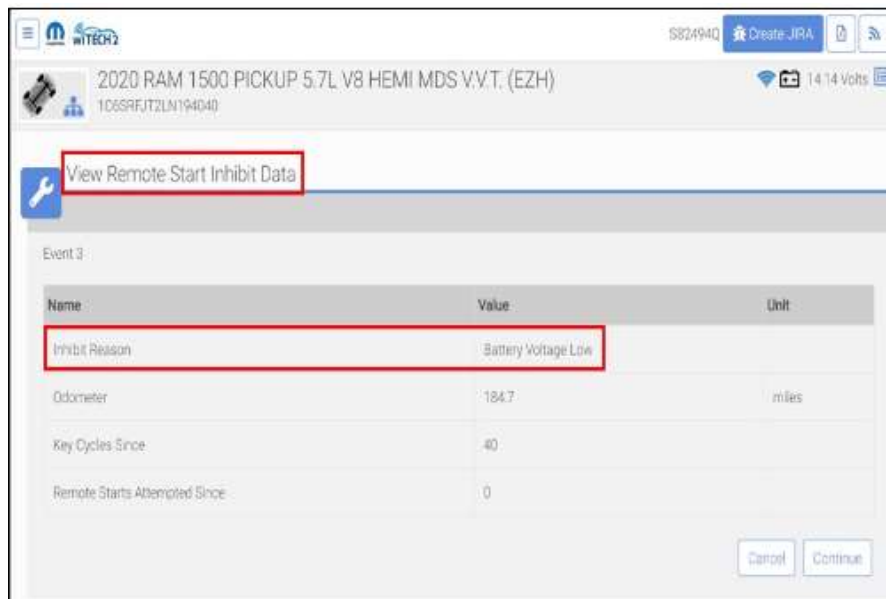 WITECH2
S82494Q
Create JIRA
2020 RAM 1500 PICKUP 5.7L V8 HEMI MDS V.V.T. (EZH)
1C6SRFJT2LN194040
14.14 Volts
View Remote Start Inhibit Data
Event 3
Name Value Unit
Inhibit Reason Battery Voltage Low
Odometer 184.7 miles
Key Cycles Since 40
Remote Starts Attempted Since 0
Cancel Continue